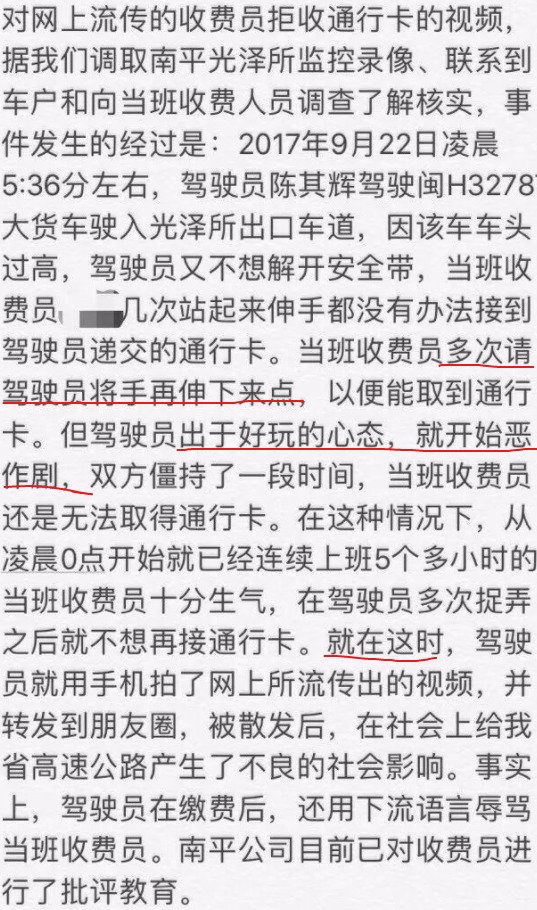 对网上流传的收费员拒收通行卡的视频，
据我们调取南平光泽所监控录像、联系到
车户和向当班收费人员调查了解核实，事
件发生的经过是：2017年9月22日凌晨
5:36分左右，驾驶员陈其辉驾驶闽H3278
大货车驶入光泽所出口车道，因该车车头
过高，驾驶员又不想解开安全带，当班收
费员几次站起来伸手都没有办法接到
驾驶员递交的通行卡。当班收费员多次请
驾驶员将手再伸下来点，以便能取到通行
卡。但驾驶员出于好玩的心态，就开始恶
作剧，双方僵持了一段时间，当班收费员
还是无法取得通行卡。在这种情况下，从
凌晨0点开始就已经连续上班5个多小时的
当班收费员十分生气，在驾驶员多次捉弄
之后就不想再接通行卡。就在这时，驾驶
员就用手机拍了网上所流传出的视频，并
转发到朋友圈，被散发后，在社会上给我
省高速公路产生了不良的社会影响。事实
上，驾驶员在缴费后，还用下流语言辱骂
当班收费员。南平公司目前已对收费员进
行了批评教育。